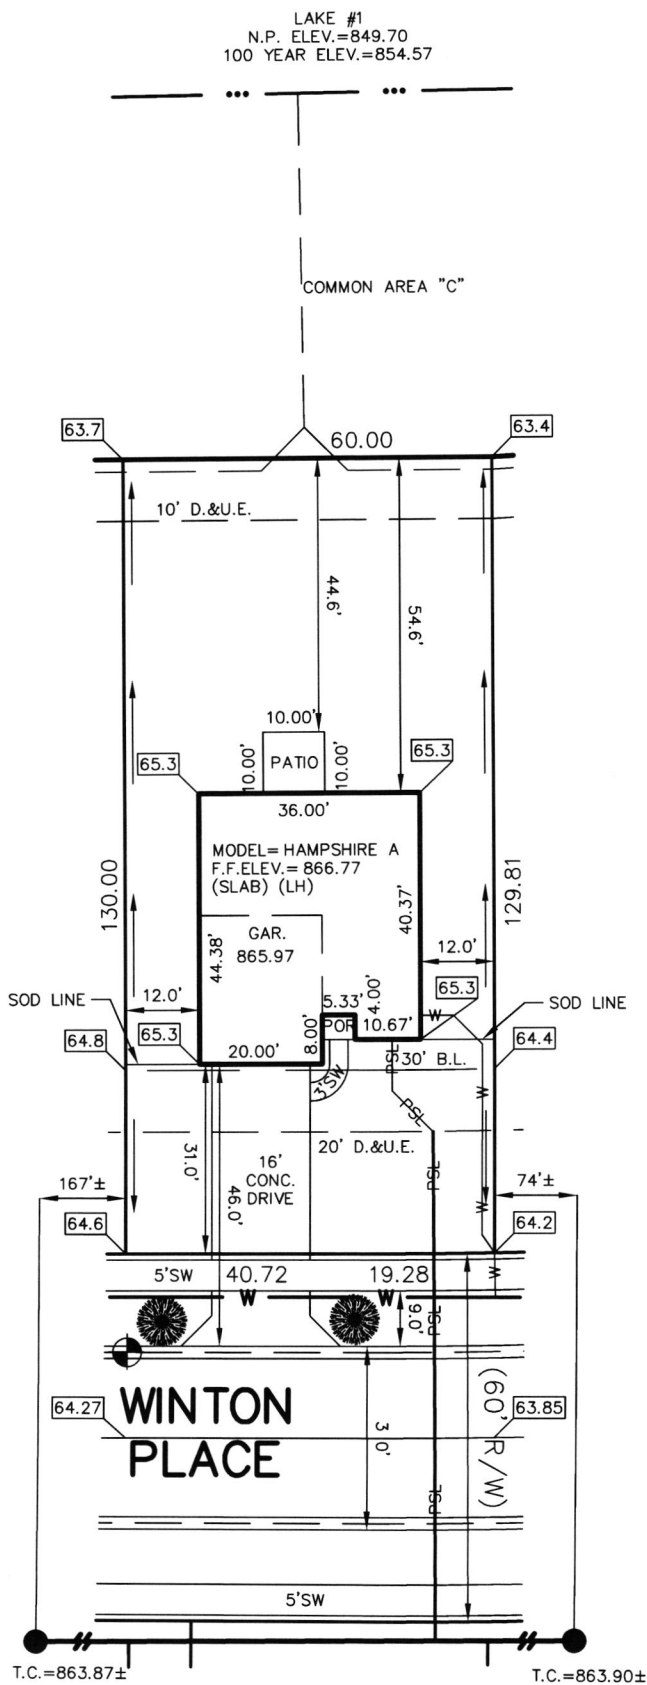 LAKE #1
N.P. ELEV.=849.70
100 YEAR ELEV.=854.57
COMMON AREA "C"
63.7
60.00
63.4
10' D.&U.E.
44.6'
54.6'
10.00'
10.00'
PATIO
10.00'
65.3
65.3
36.00'
MODEL= HAMPSHIRE A
F.F.ELEV.= 866.77
(SLAB) (LH)
130.00
129.81
40.37'
GAR.
865.97
44.38'
12.0'
12.0'
SOD LINE
5.33'
4.00'
65.3
W
SOD LINE
65.3
8.00'
POR
10.67'
64.8
20.00'
64.4
PSL
30' B.L.
3'SW
W
PSL
31.0'
20' D.&U.E.
16'
CONC.
DRIVE
46.0'
PSL
167'±
74'±
W
64.6
64.2
5'SW
40.72
19.28
W
W
W
9.0'
PSL
WINTON
PLACE
64.27
63.85
3.0'
(60' R/W)
PSL
5'SW
T.C.=863.87±
T.C.=863.90±